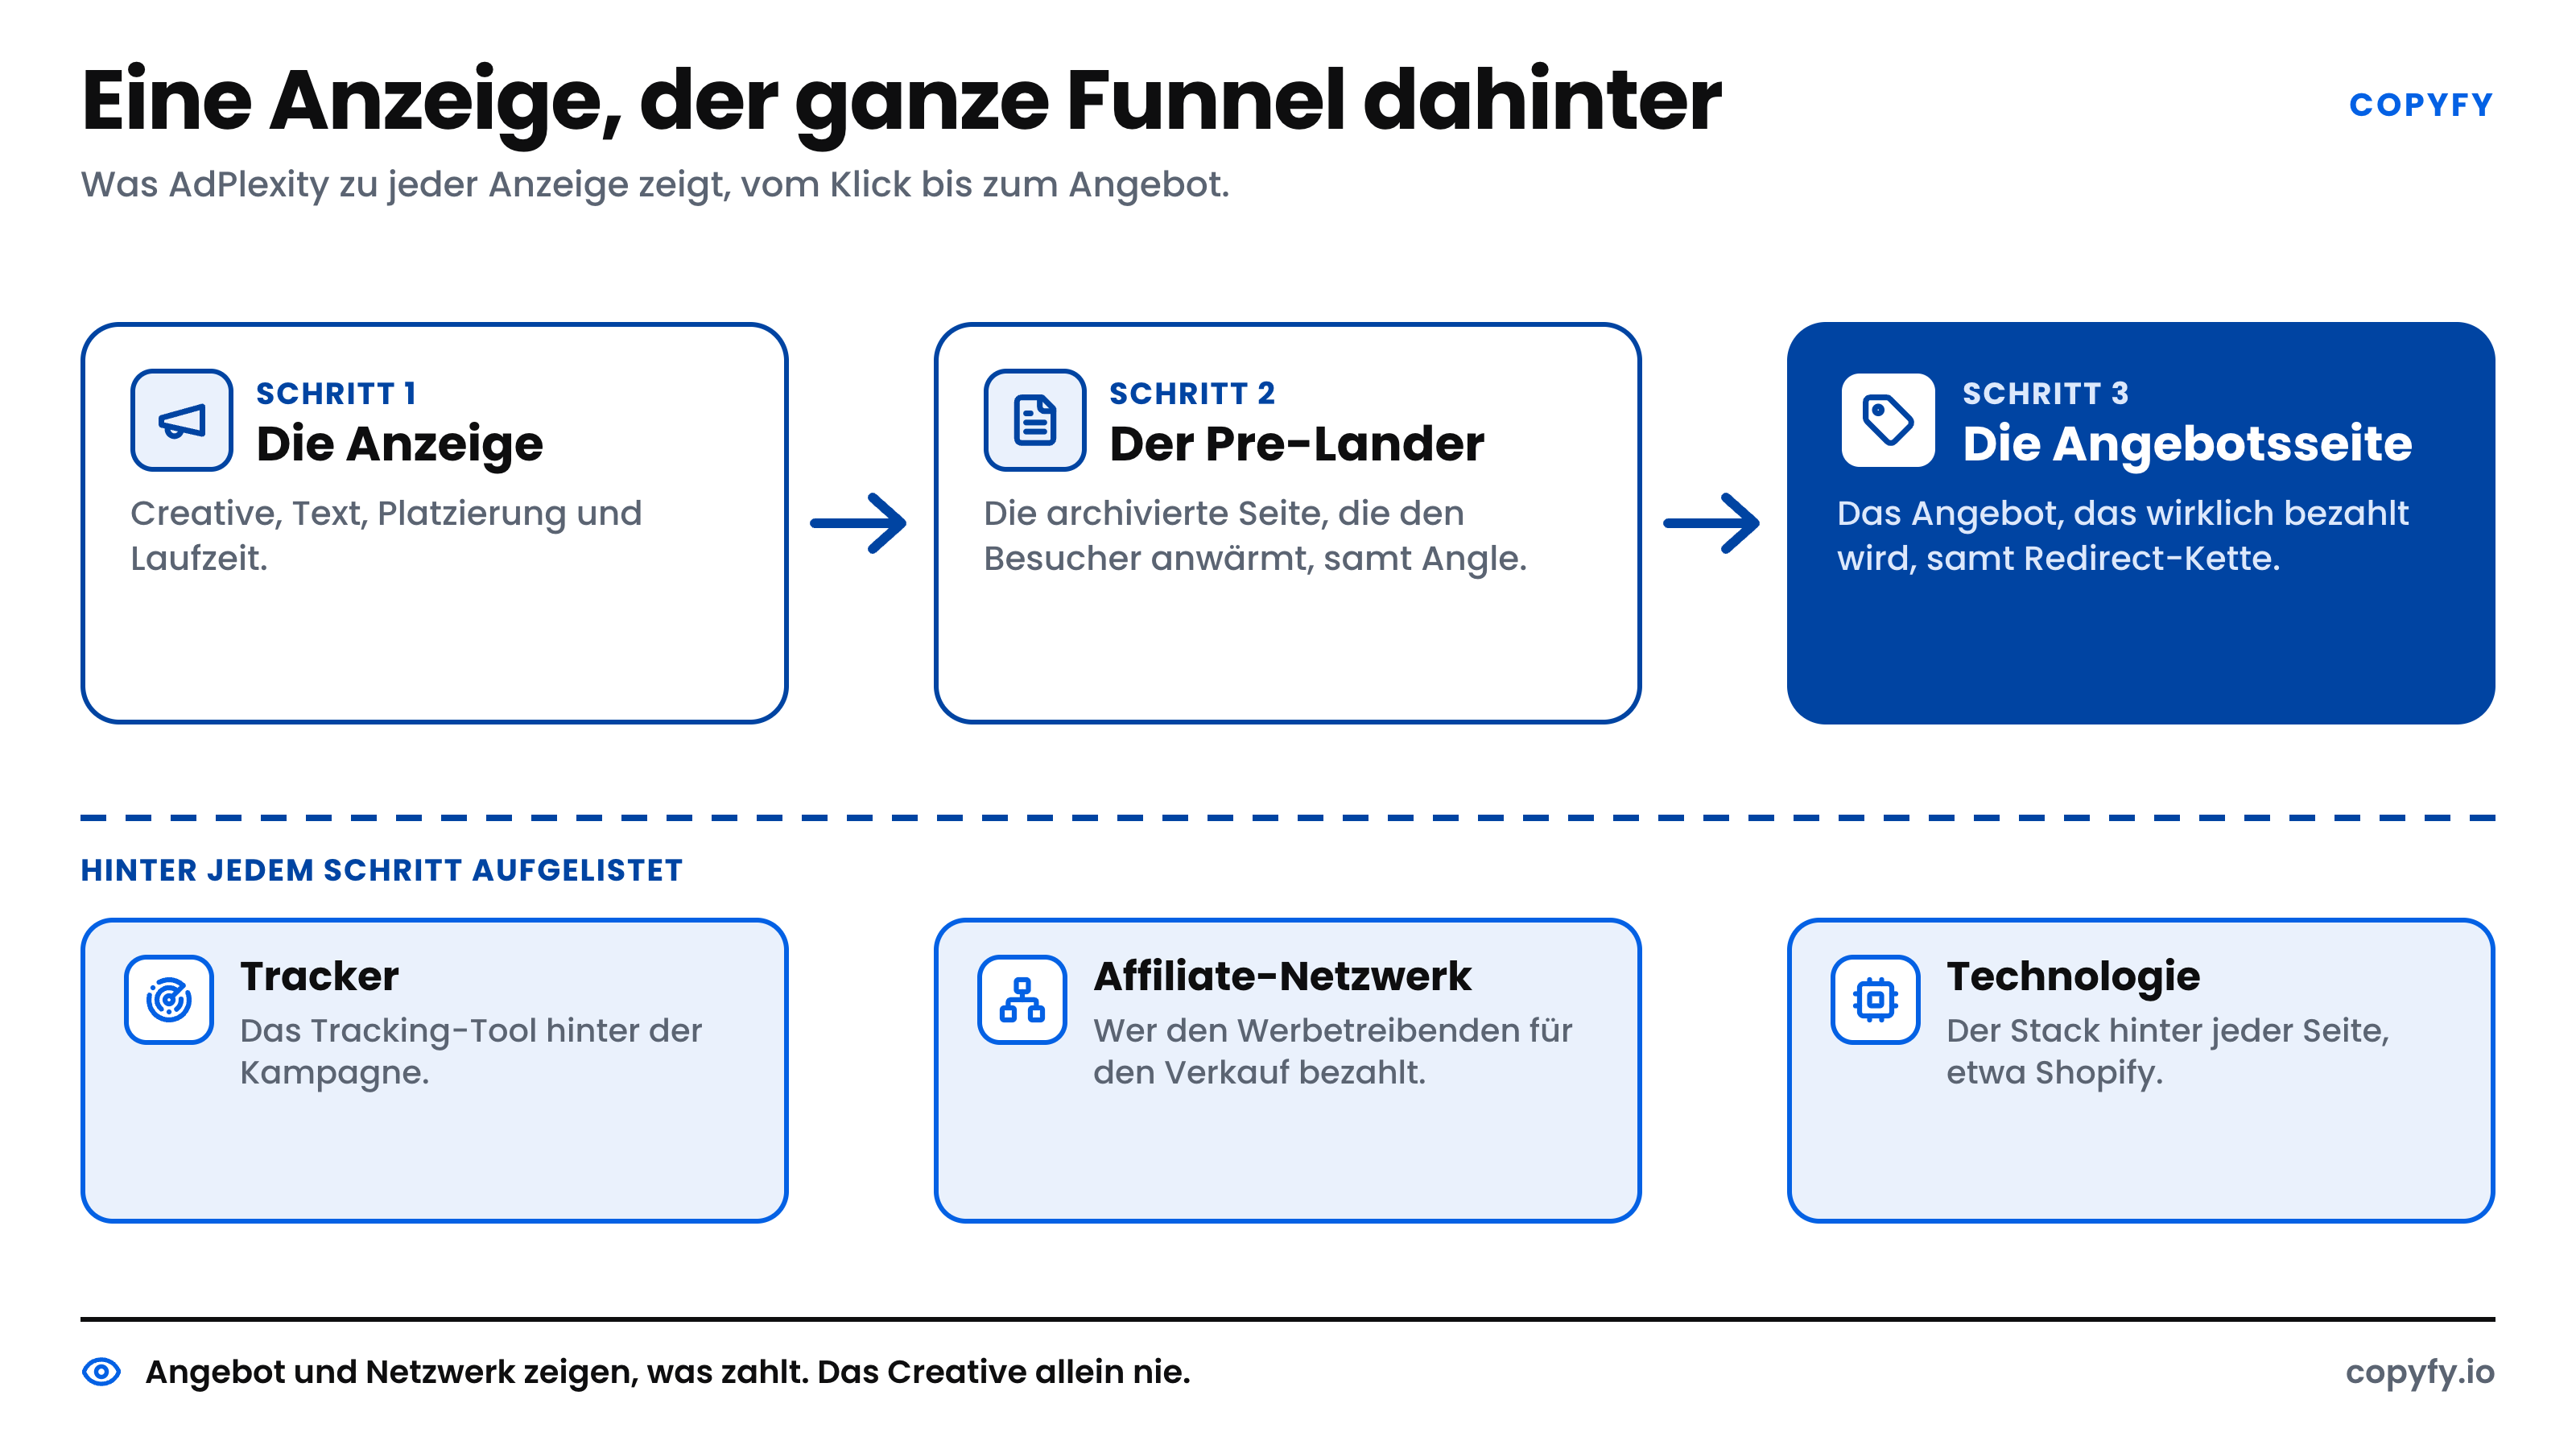 Eine Anzeige, der ganze Funnel dahinter
COPYFY
Was AdPlexity zu jeder Anzeige zeigt, vom Klick bis zum Angebot.
SCHRITT 1
Die Anzeige
Creative, Text, Platzierung und
Laufzeit.
SCHRITT 2
Der Pre-Lander
Die archivierte Seite, die den
Besucher anwärmt, samt Angle.
SCHRITT 3
Die Angebotsseite
Das Angebot, das wirklich bezahlt
wird, samt Redirect-Kette.
HINTER JEDEM SCHRITT AUFGELISTET
Tracker
Das Tracking-Tool hinter der
Kampagne.
Affiliate-Netzwerk
Wer den Werbetreibenden für
den Verkauf bezahlt.
Technologie
Der Stack hinter jeder Seite,
etwa Shopify.
Angebot und Netzwerk zeigen, was zahlt. Das Creative allein nie.
copyfy.io